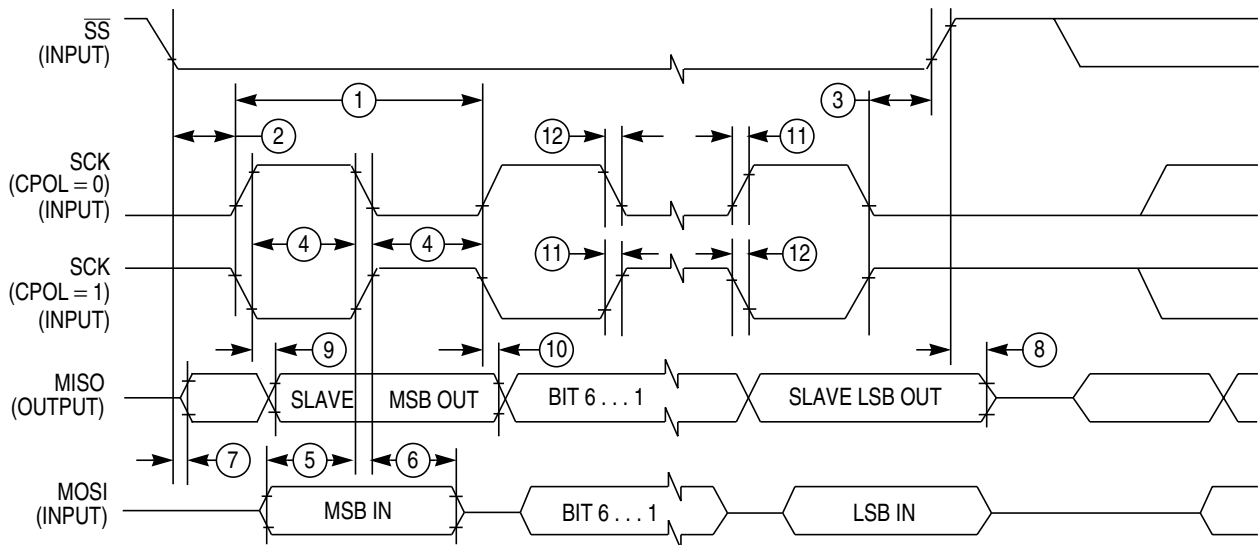 SS
(INPUT)
1
3
2
12
11
SCK
(CPOL = 0)
(INPUT)
4
4
11
12
SCK
(CPOL = 1)
(INPUT)
9
10
8
MISO
(OUTPUT)
SLAVE
MSB OUT
BIT 6 . . . 1
SLAVE LSB OUT
7
5
6
MOSI
(INPUT)
MSB IN
BIT 6 . . . 1
LSB IN